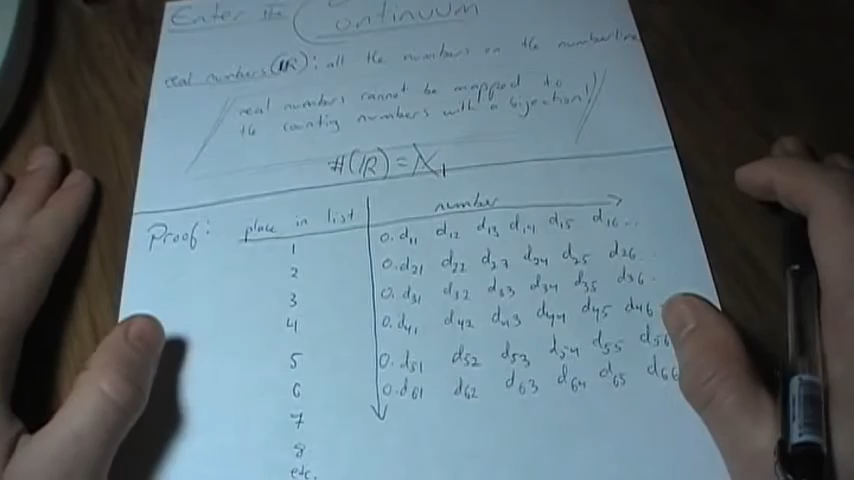 Enter the Continuum
real numbers (ℝ): all the numbers on the numberline
real numbers cannot be mapped to
the counting numbers with a bijection!
#(ℝ) = ℵ₁
Proof: place in list number
1 0.d₁₁ d₁₂ d₁₃ d₁₄ d₁₅ d₁₆...
2 0.d₂₁ d₂₂ d₂₃ d₂₄ d₂₅ d₂₆...
3 0.d₃₁ d₃₂ d₃₃ d₃₄ d₃₅ d₃₆..
4 0.d₄₁ d₄₂ d₄₃ d₄₄ d₄₅ d₄₆
5 0.d₅₁ d₅₂ d₅₃ d₅₄ d₅₅ d₅₆
6 0.d₆₁ d₆₂ d₆₃ d₆₄ d₆₅ d₆₆
7
8
etc.